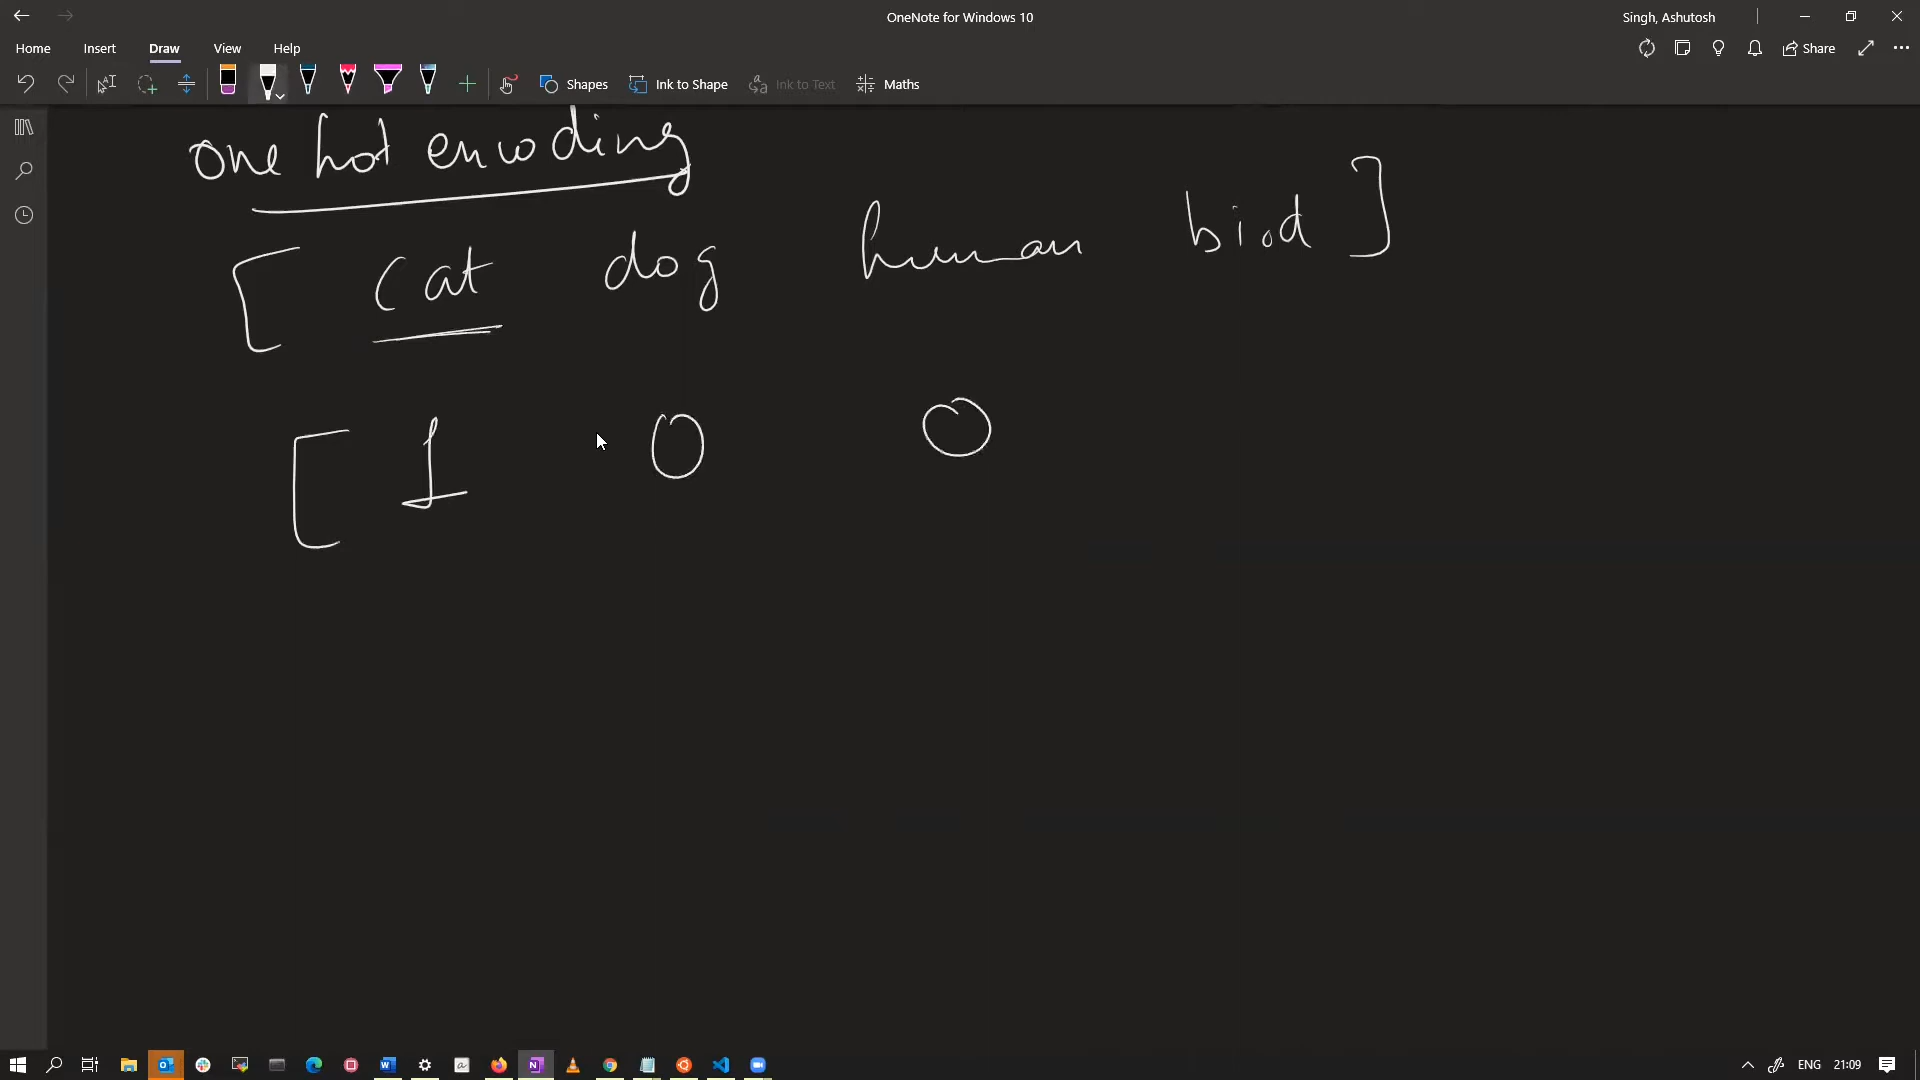 OneNote for Windows 10
Singh, Ashutosh
Home Insert Draw View Help
Share
Shapes Ink to Shape Ink to Text Maths
one hot encoding
[ cat dog human bird ]
[ 1 0 0
ENG 21:09